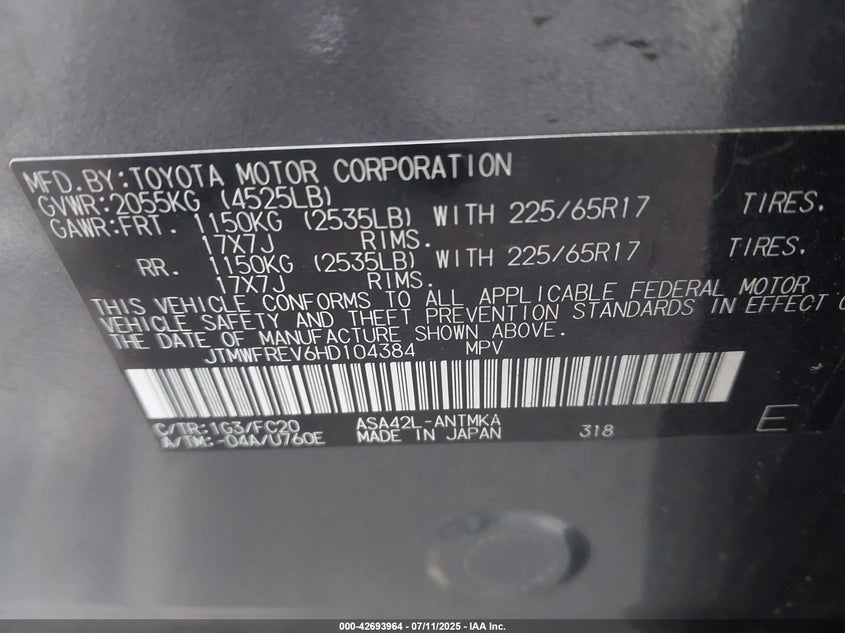 MFD.BY:TOYOTA MOTOR CORPORATION
GVWR:2055KG (4525LB)
GAWR:FRT. 1150KG (2535LB) WITH 225/65R17 TIRES.
17X7J RIMS.
RR. 1150KG (2535LB) WITH 225/65R17 TIRES.
17X7J RIMS.
THIS VEHICLE CONFORMS TO ALL APPLICABLE FEDERAL MOTOR
VEHICLE SAFETY AND THEFT PREVENTION STANDARDS IN EFFECT
THE DATE OF MANUFACTURE SHOWN ABOVE.
JTMWFREV6HD104384 MPV
C/TR:1G3/FC20 ASA42L-ANTMKA
A/TM:-04A/U760E MADE IN JAPAN 318 E
000-42693964 - 07/11/2025 - IAA Inc.